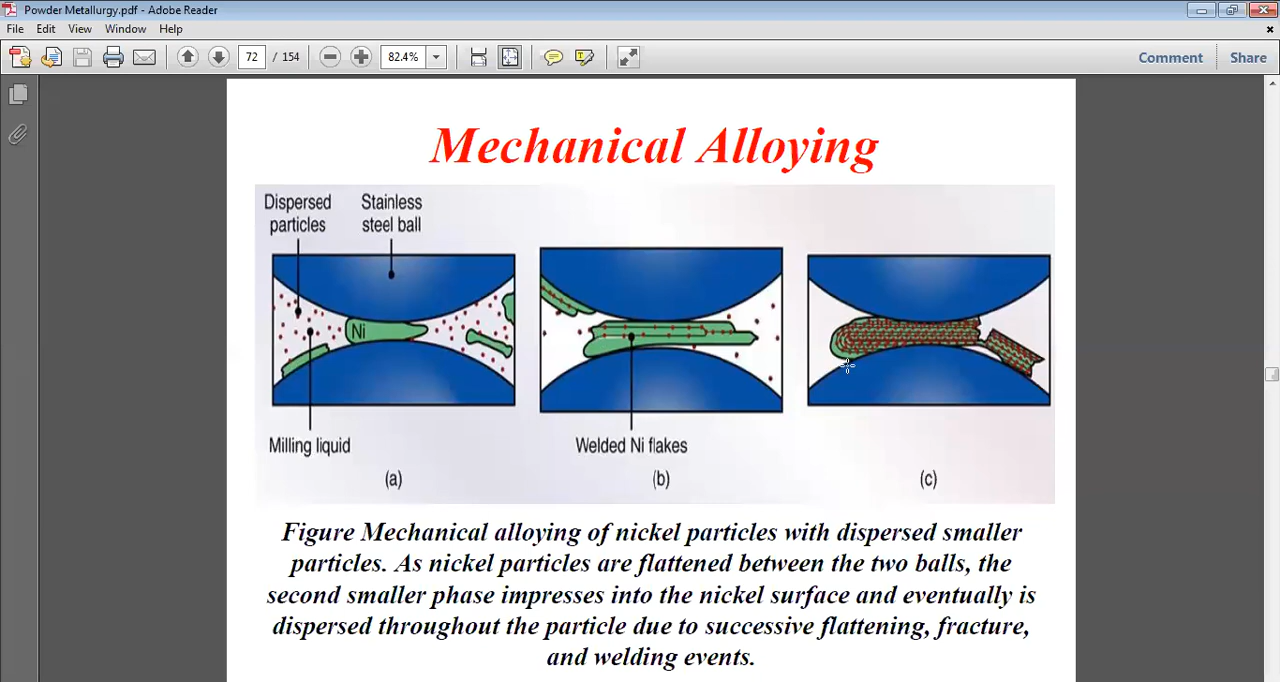 Powder Metallurgy.pdf - Adobe Reader
File Edit View Window Help
72 / 154 82.4% Comment Share
Mechanical Alloying
Dispersed particles
Stainless steel ball
Ni
Milling liquid
Welded Ni flakes
(a) (b) (c)
Figure Mechanical alloying of nickel particles with dispersed smaller
particles. As nickel particles are flattened between the two balls, the
second smaller phase impresses into the nickel surface and eventually is
dispersed throughout the particle due to successive flattening, fracture,
and welding events.